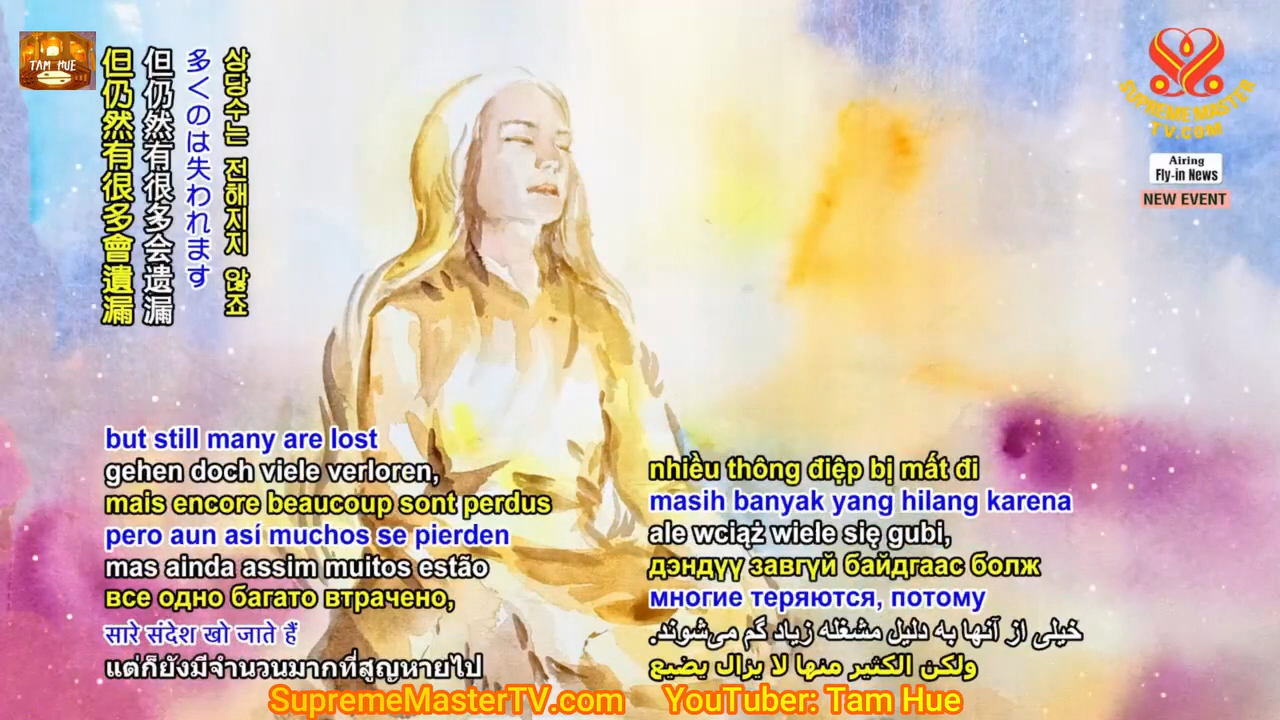 TAM HUE
但仍然有很多會遺漏
但仍然有很多会遗漏
多くのは失われます
상당수는 전해지지 않죠
SUPREME MASTER
TV.COM
Airing
Fly-in News
NEW EVENT
but still many are lost
gehen doch viele verloren,
mais encore beaucoup sont perdus
pero aun así muchos se pierden
mas ainda assim muitos estão
все одно багато втрачено,
सारे संदेश खो जाते हैं
แต่ก็ยังมีจำนวนมากที่สูญหายไป
nhiều thông điệp bị mất đi
masih banyak yang hilang karena
ale wciąż wiele się gubi,
дэндүү завгүй байдгаас болж
многие теряются, потому
خیلی از آنها به دلیل مشغله زیاد گم می‌شوند.
ولكن الكثير منها لا يزال يضيع
SupremeMasterTV.com YouTuber: Tam Hue